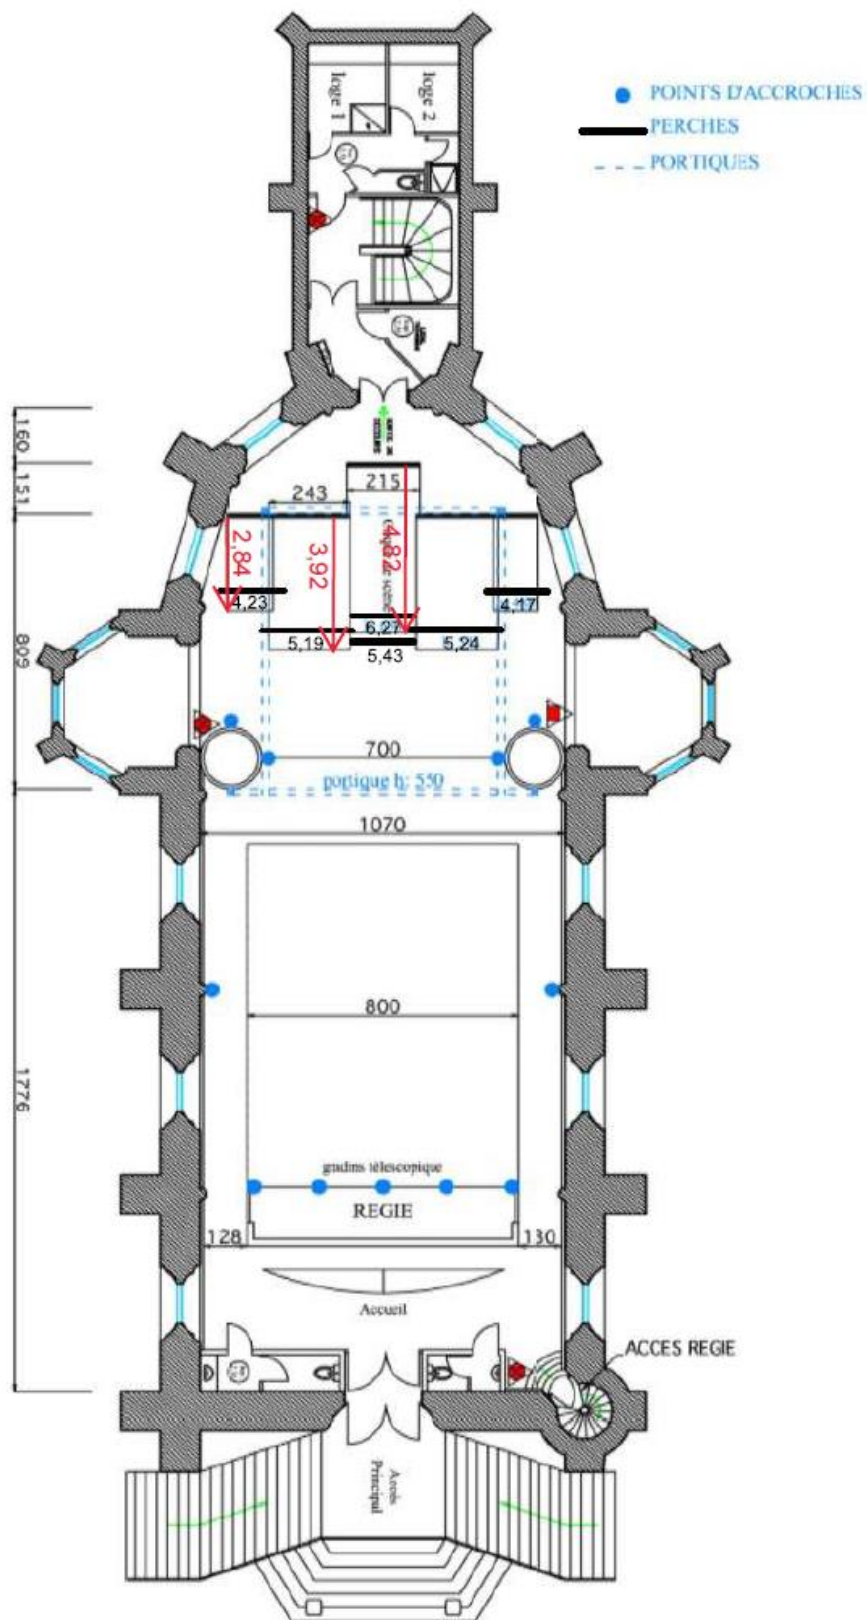 loge 1
loge 2
POINTS D'ACCROCHES
PERCHES
PORTIQUES
160
151
809
1776
243
215
2,84
3,92
4,82
4,23
4,17
6,27
5,19
5,43
5,24
700
portique h: 550
1070
800
gradins télescopique
REGIE
128
130
Accueil
ACCES REGIE
Accès
Principal